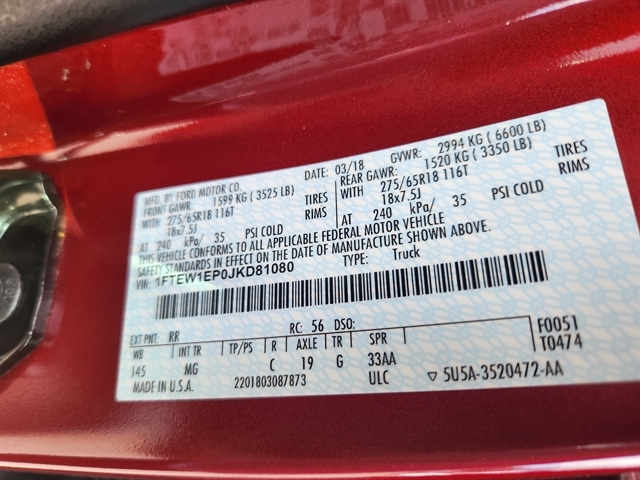 MFD. BY FORD MOTOR CO.
DATE: 03/18 GVWR: 2994 KG ( 6600 LB)
FRONT GAWR: 1599 KG ( 3525 LB) REAR GAWR: 1520 KG ( 3350 LB)
WITH 275/65R18 116T TIRES 275/65R18 116T TIRES
18x7.5J RIMS WITH 18x7.5J RIMS
AT 240 kPa/ 35 PSI COLD AT 240 kPa/ 35 PSI COLD
THIS VEHICLE CONFORMS TO ALL APPLICABLE FEDERAL MOTOR VEHICLE
SAFETY AND THEFT PREVENTION STANDARDS IN EFFECT ON THE DATE OF MANUFACTURE SHOWN ABOVE.
VIN: 1FTEW1EP0JKD81080 TYPE: Truck
EXT PNT: RR RC: 56 DSO: F0051
WB INT TR TP/PS R AXLE TR SPR T0474
145 MG C 19 G 33AA
MADE IN U.S.A. 2201803087873 ULC ▽ 5U5A-3520472-AA